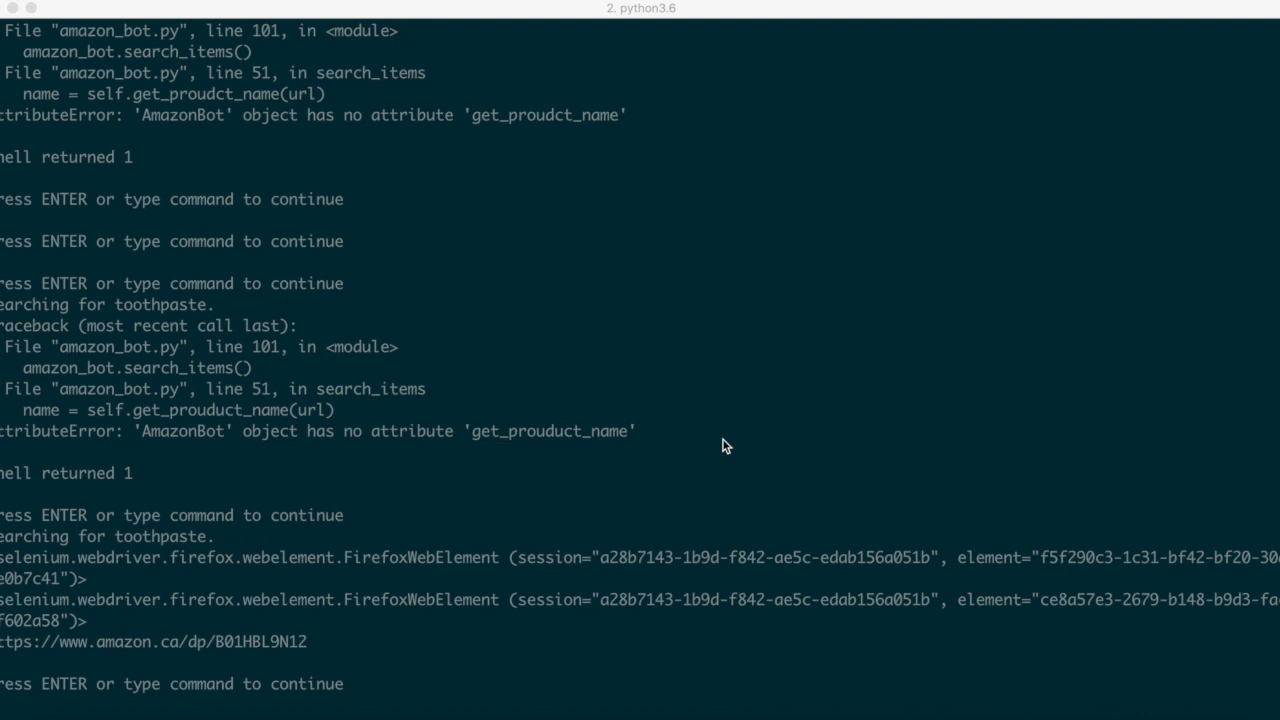 2. python3.6
File "amazon_bot.py", line 101, in <module>
amazon_bot.search_items()
File "amazon_bot.py", line 51, in search_items
name = self.get_proudct_name(url)
ttributeError: 'AmazonBot' object has no attribute 'get_proudct_name'
hell returned 1
ress ENTER or type command to continue
ress ENTER or type command to continue
ress ENTER or type command to continue
earching for toothpaste.
raceback (most recent call last):
File "amazon_bot.py", line 101, in <module>
amazon_bot.search_items()
File "amazon_bot.py", line 51, in search_items
name = self.get_prouduct_name(url)
ttributeError: 'AmazonBot' object has no attribute 'get_prouduct_name'
hell returned 1
ress ENTER or type command to continue
earching for toothpaste.
selenium.webdriver.firefox.webelement.FirefoxWebElement (session="a28b7143-1b9d-f842-ae5c-edab156a051b", element="f5f290c3-1c31-bf42-bf20-30
e0b7c41")>
selenium.webdriver.firefox.webelement.FirefoxWebElement (session="a28b7143-1b9d-f842-ae5c-edab156a051b", element="ce8a57e3-2679-b148-b9d3-fa
f602a58")>
ttps://www.amazon.ca/dp/B01HBL9N12
ress ENTER or type command to continue